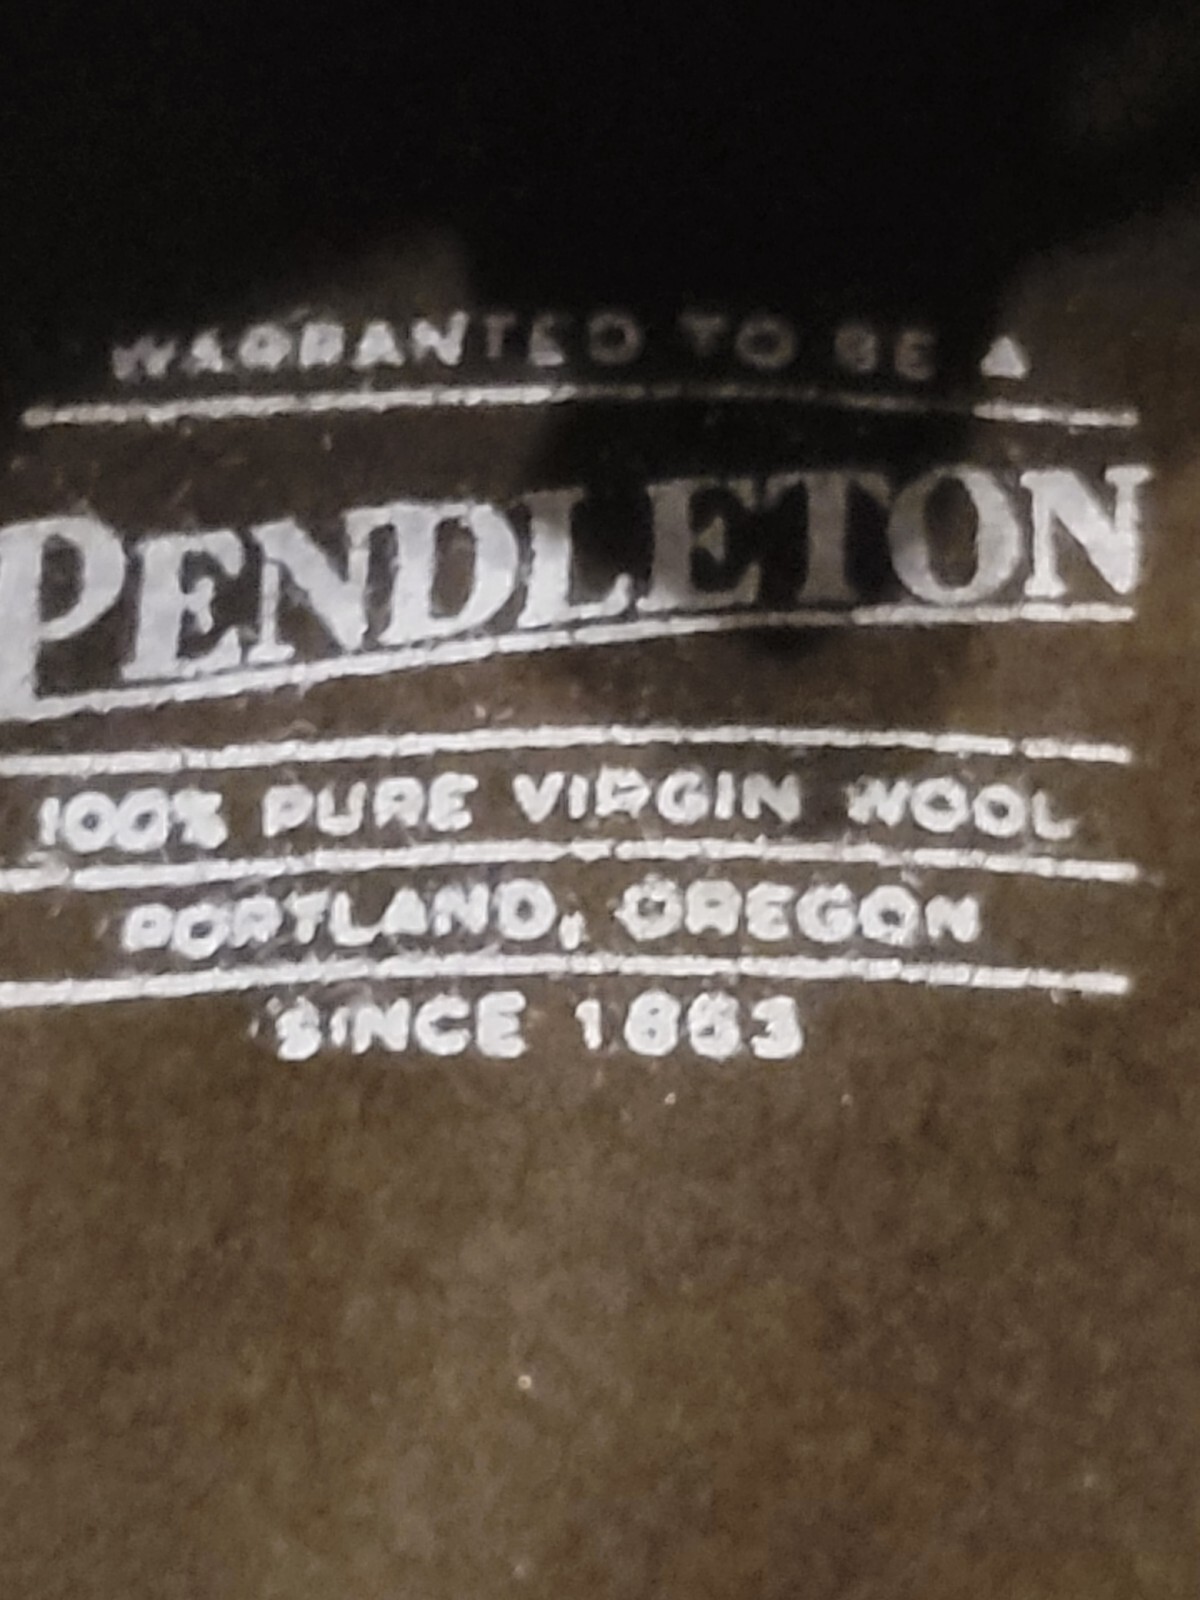 WARRANTED TO BE A
PENDLETON
100% PURE VIRGIN WOOL
PORTLAND, OREGON
SINCE 1863